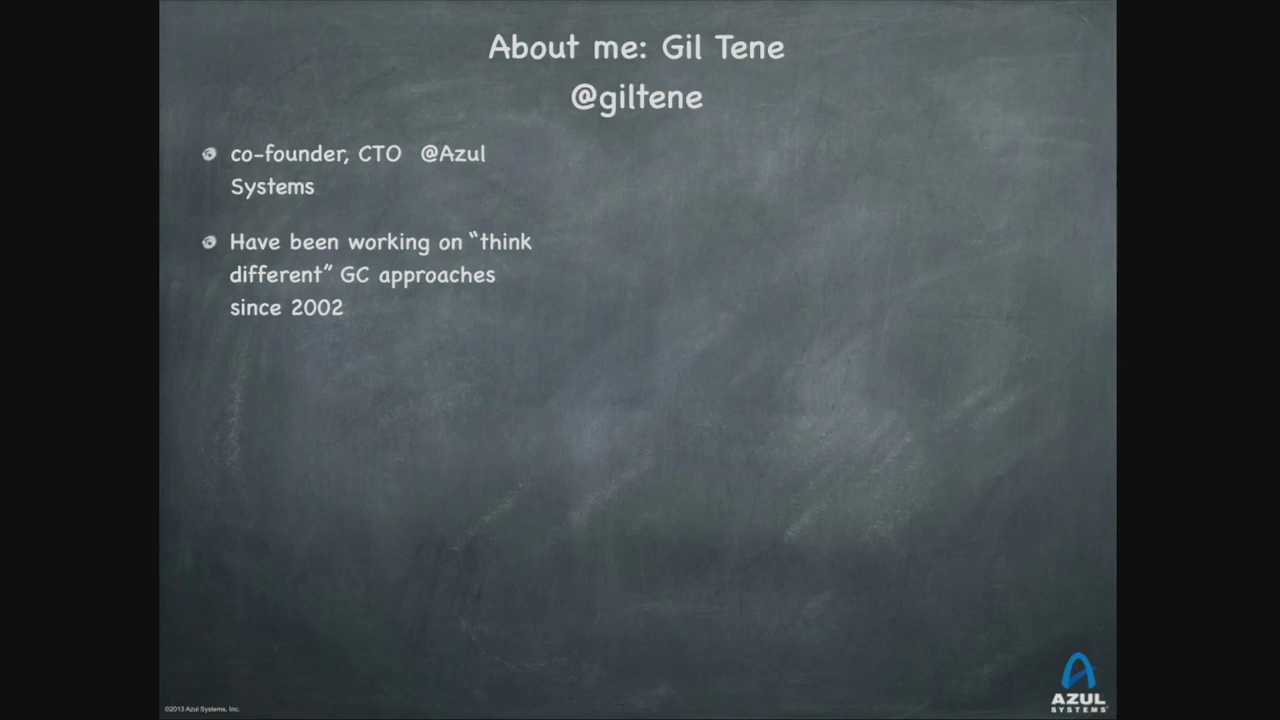 About me: Gil Tene
@giltene
co-founder, CTO @Azul
Systems
Have been working on “think
different” GC approaches
since 2002
AZUL
SYSTEMS
©2013 Azul Systems, Inc.